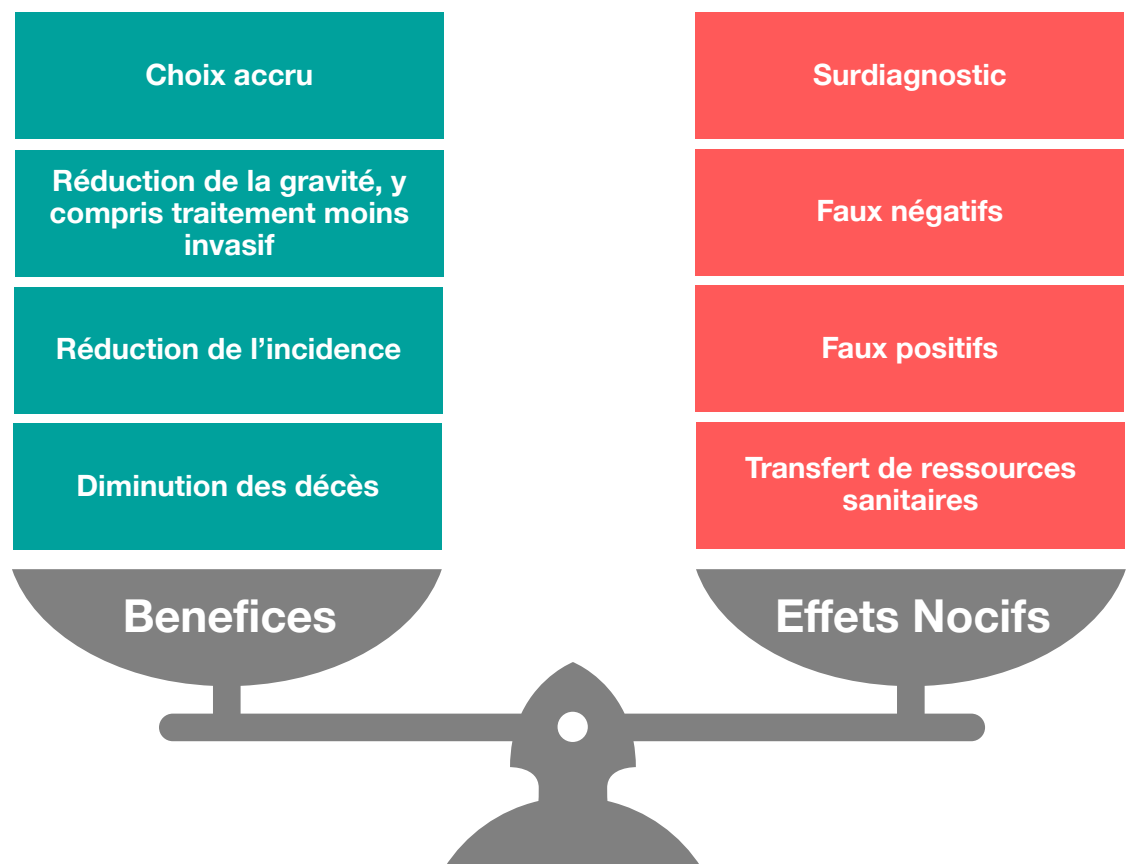 Choix accru
Réduction de la gravité, y
compris traitement moins
invasif
Réduction de l’incidence
Diminution des décès
Benefices
Surdiagnostic
Faux négatifs
Faux positifs
Transfert de ressources
sanitaires
Effets Nocifs